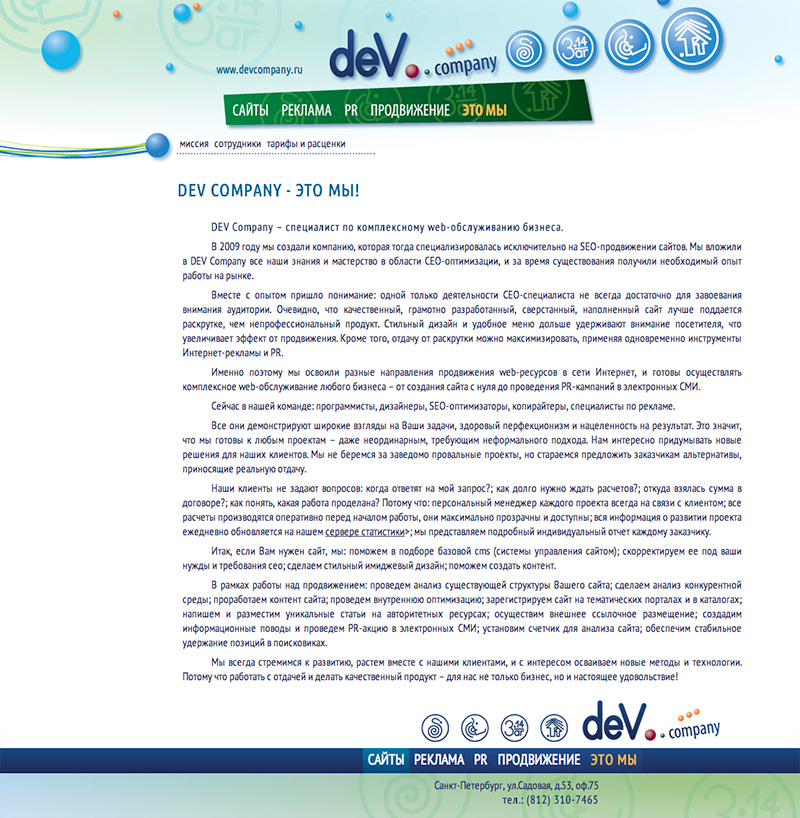 www.devcompany.ru
deV. company
3.14
ar
САЙТЫ РЕКЛАМА PR ПРОДВИЖЕНИЕ ЭТО МЫ
миссия сотрудники тарифы и расценки
DEV COMPANY - ЭТО МЫ!
DEV Company – специалист по комплексному web-обслуживанию бизнеса.
В 2009 году мы создали компанию, которая тогда специализировалась исключительно на SEO-продвижении сайтов. Мы вложили
в DEV Company все наши знания и мастерство в области СЕО-оптимизации, и за время существования получили необходимый опыт
работы на рынке.
Вместе с опытом пришло понимание: одной только деятельности СЕО-специалиста не всегда достаточно для завоевания
внимания аудитории. Очевидно, что качественный, грамотно разработанный, сверстанный, наполненный сайт лучше поддается
раскрутке, чем непрофессиональный продукт. Стильный дизайн и удобное меню дольше удерживают внимание посетителя, что
увеличивает эффект от продвижения. Кроме того, отдачу от раскрутки можно максимизировать, применяя одновременно инструменты
Интернет-рекламы и PR.
Именно поэтому мы освоили разные направления продвижения web-ресурсов в сети Интернет, и готовы осуществлять
комплексное web-обслуживание любого бизнеса – от создания сайта с нуля до проведения PR-кампаний в электронных СМИ.
Сейчас в нашей команде: программисты, дизайнеры, SEO-оптимизаторы, копирайтеры, специалисты по рекламе.
Все они демонстрируют широкие взгляды на Ваши задачи, здоровый перфекционизм и нацеленность на результат. Это значит,
что мы готовы к любым проектам – даже неординарным, требующим неформального подхода. Нам интересно придумывать новые
решения для наших клиентов. Мы не беремся за заведомо провальные проекты, но стараемся предложить заказчикам альтернативы,
приносящие реальную отдачу.
Наши клиенты не задают вопросов: когда ответят на мой запрос?; как долго нужно ждать расчетов?; откуда взялась сумма в
договоре?; как понять, какая работа проделана? Потому что: персональный менеджер каждого проекта всегда на связи с клиентом; все
расчеты производятся оперативно перед началом работы, они максимально прозрачны и доступны; вся информация о развитии проекта
ежедневно обновляется на нашем сервере статистики>; мы представляем подробный индивидуальный отчет каждому заказчику.
Итак, если Вам нужен сайт, мы: поможем в подборе базовой cms (системы управления сайтом); скорректируем ее под ваши
нужды и требования сео; сделаем стильный имиджевый дизайн; поможем создать контент.
В рамках работы над продвижением: проведем анализ существующей структуры Вашего сайта; сделаем анализ конкурентной
среды; проработаем контент сайта; проведем внутреннюю оптимизацию; зарегистрируем сайт на тематических порталах и в каталогах;
напишем и разместим уникальные статьи на авторитетных ресурсах; осуществим внешнее ссылочное размещение; создадим
информационные поводы и проведем PR-акцию в электронных СМИ; установим счетчик для анализа сайта; обеспечим стабильное
удержание позиций в поисковиках.
Мы всегда стремимся к развитию, растем вместе с нашими клиентами, и с интересом осваиваем новые методы и технологии.
Потому что работать с отдачей и делать качественный продукт – для нас не только бизнес, но и настоящее удовольствие!
3.14
ar
deV. company
САЙТЫ РЕКЛАМА PR ПРОДВИЖЕНИЕ ЭТО МЫ
Санкт-Петербург, ул.Садовая, д.53, оф.75
тел.: (812) 310-7465